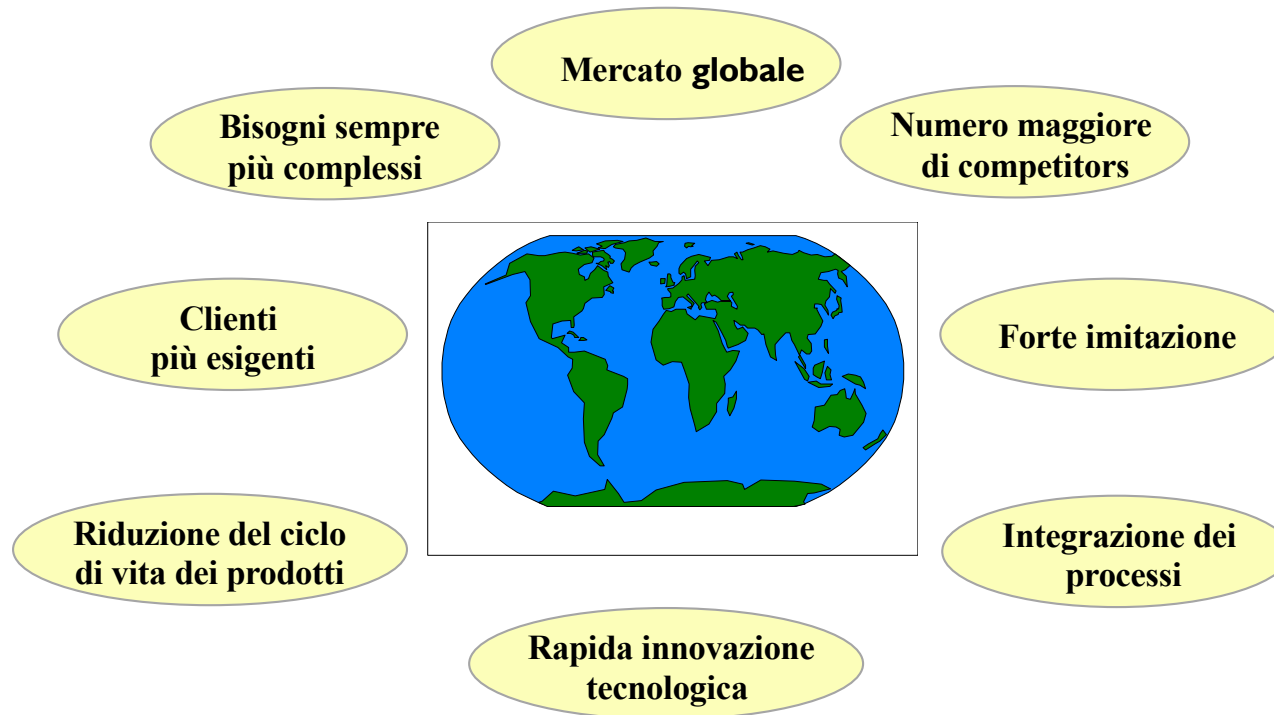 Mercato globale
Bisogni sempre
più complessi
Numero maggiore
di competitors
Clienti
più esigenti
Forte imitazione
Riduzione del ciclo
di vita dei prodotti
Integrazione dei
processi
Rapida innovazione
tecnologica